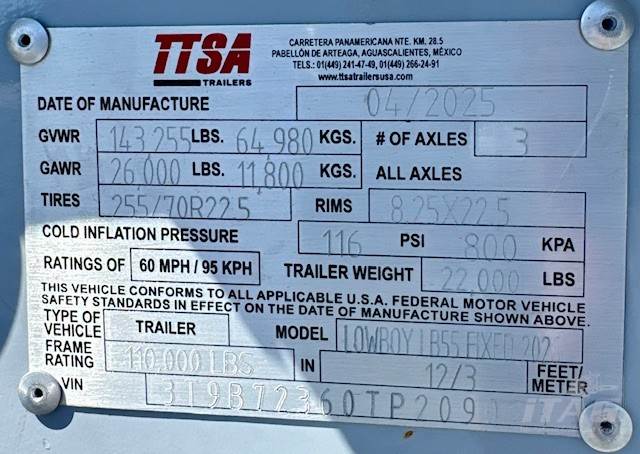 TTSA
TRAILERS
CARRETERA PANAMERICANA NTE. KM. 28.5
PABELLÓN DE ARTEAGA, AGUASCALIENTES, MÉXICO
TELS.: 01(449) 241-47-49, 01(449) 266-24-91
www.ttsatrailersusa.com
DATE OF MANUFACTURE 04/2025
GVWR 143,255 LBS. 64,980 KGS. # OF AXLES 3
GAWR 26,000 LBS. 11,800 KGS. ALL AXLES
TIRES 255/70R22.5 RIMS 8.25X22.5
COLD INFLATION PRESSURE 116 PSI 800 KPA
RATINGS OF 60 MPH / 95 KPH TRAILER WEIGHT 22,000 LBS
THIS VEHICLE CONFORMS TO ALL APPLICABLE U.S.A. FEDERAL MOTOR VEHICLE
SAFETY STANDARDS IN EFFECT ON THE DATE OF MANUFACTURE SHOWN ABOVE.
TYPE OF VEHICLE TRAILER MODEL LOWBOY LB55 FIXED
FRAME RATING 110,000 LBS IN 12/3 FEET/METER
VIN